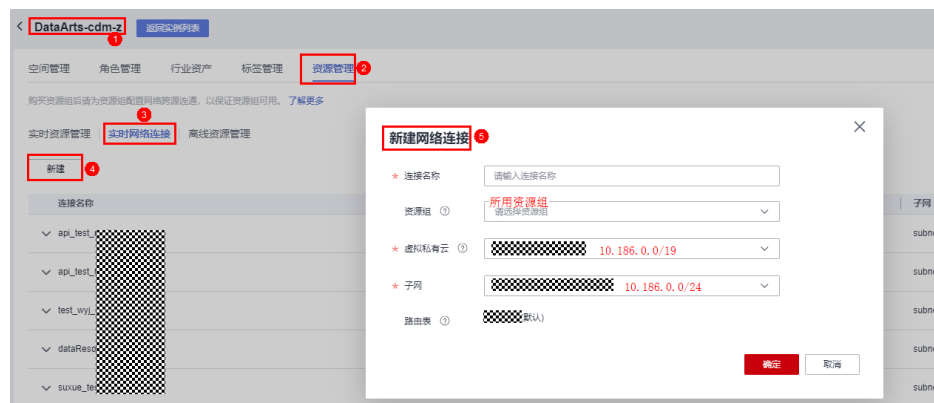 DataArts-cdm-z 返回实例列表
1
空间管理 角色管理 行业资产 标签管理 资源管理 2
购买资源组后请为资源组配置网络跨源连通，以保证资源组可用。 了解更多
3
实时资源管理 实时网络连接 离线资源管理
新建 4
连接名称 子网
api_test_ subn
api_test_ subn
test_wyj_ subn
dataReso subn
suxue_te subn
新建网络连接 5
* 连接名称 请输入连接名称
所用资源组
资源组 请选择资源组
* 虚拟私有云 10.186.0.0/19
* 子网 10.186.0.0/24
路由表 默认)
确定 取消